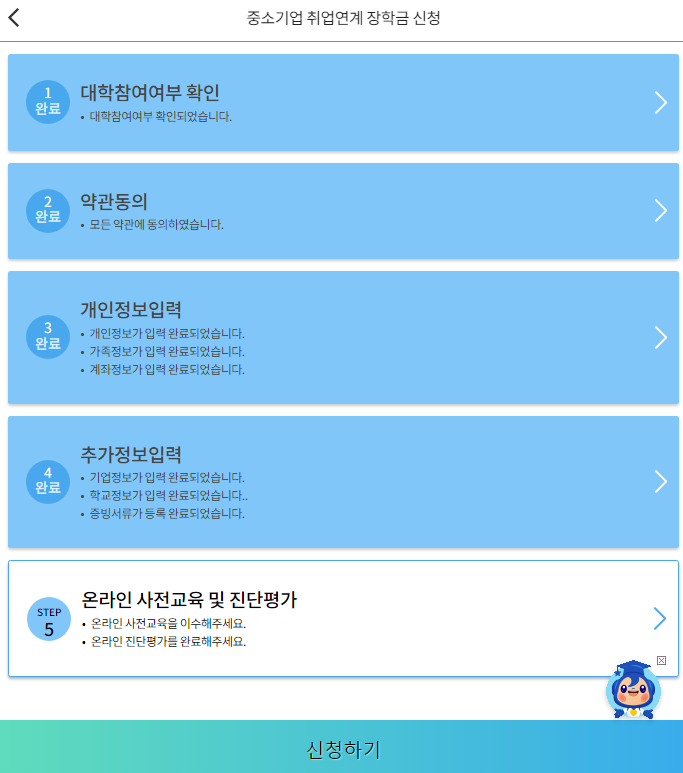 중소기업 취업연계 장학금 신청
1
완료
대학참여여부 확인
• 대학참여여부 확인되었습니다.
2
완료
약관동의
• 모든 약관에 동의하였습니다.
3
완료
개인정보입력
• 개인정보가 입력 완료되었습니다.
• 가족정보가 입력 완료되었습니다.
• 계좌정보가 입력 완료되었습니다.
4
완료
추가정보입력
• 기업정보가 입력 완료되었습니다.
• 학교정보가 입력 완료되었습니다..
• 증빙서류가 등록 완료되었습니다.
STEP
5
온라인 사전교육 및 진단평가
• 온라인 사전교육을 이수해주세요.
• 온라인 진단평가를 완료해주세요.
신청하기